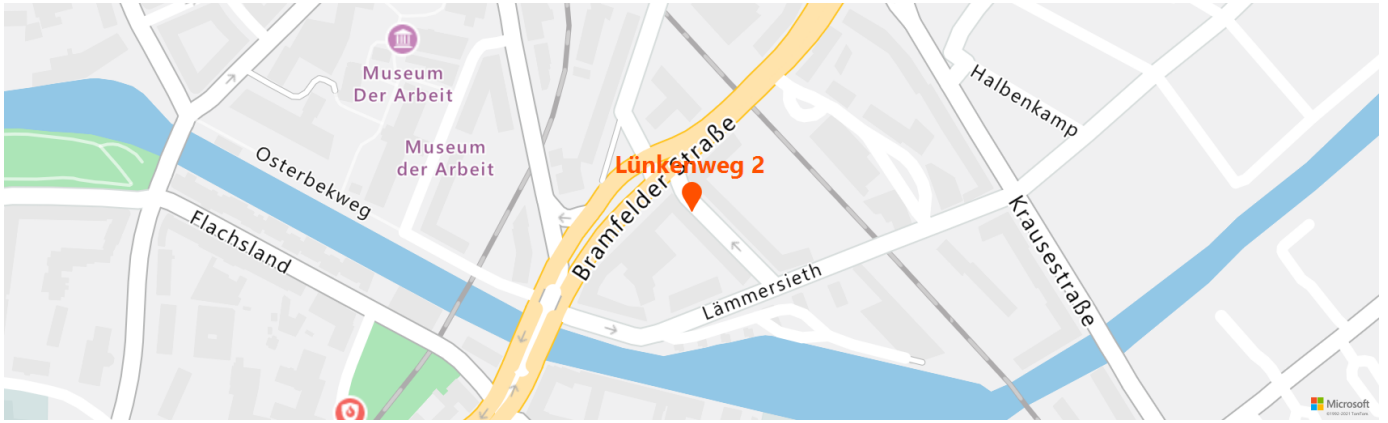 Museum
Der Arbeit
Halbenkamp
Museum
der Arbeit
Osterbekweg
Lünkenweg 2
Bramfelder Straße
Flachsland
Krausestraße
Lämmersieth
Microsoft